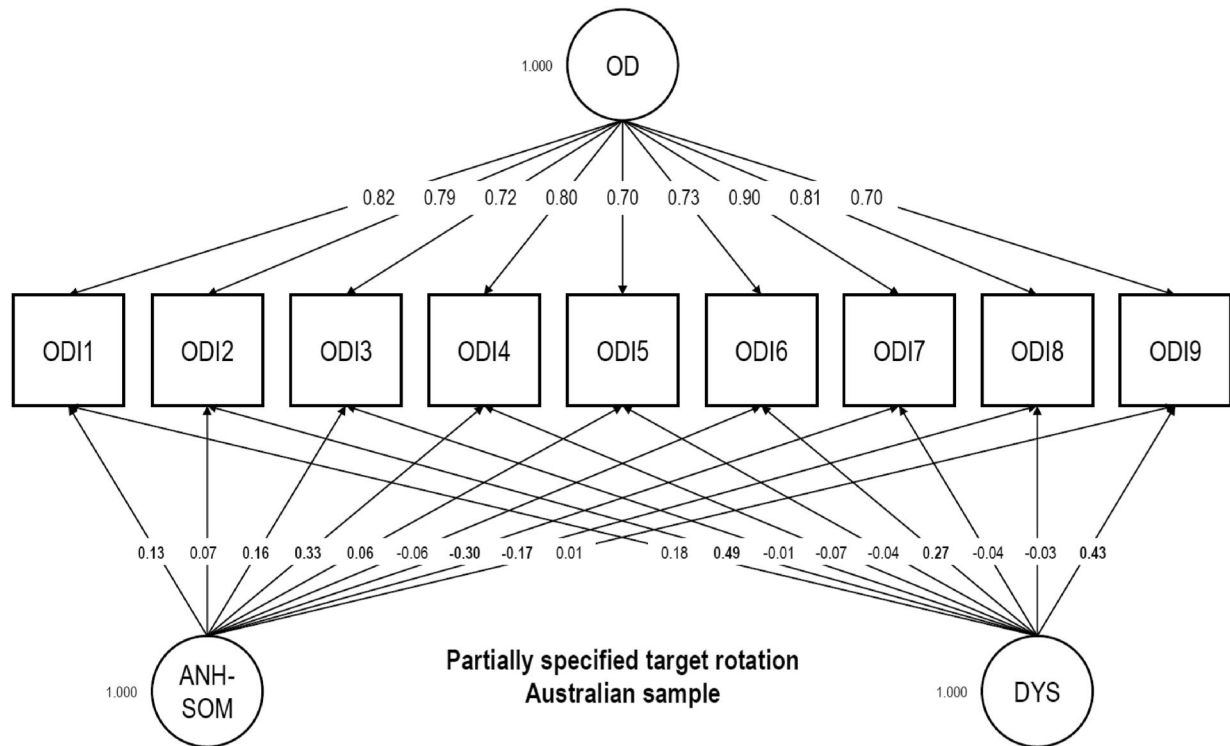 1.000 OD
0.82 0.79 0.72 0.80 0.70 0.73 0.90 0.81 0.70
ODI1 ODI2 ODI3 ODI4 ODI5 ODI6 ODI7 ODI8 ODI9
0.13 0.07 0.16 0.33 0.06 -0.06 -0.30 -0.17 0.01 0.18 0.49 -0.01 -0.07 -0.04 0.27 -0.04 -0.03 0.43
1.000 ANH-
SOM
Partially specified target rotation
Australian sample
1.000 DYS